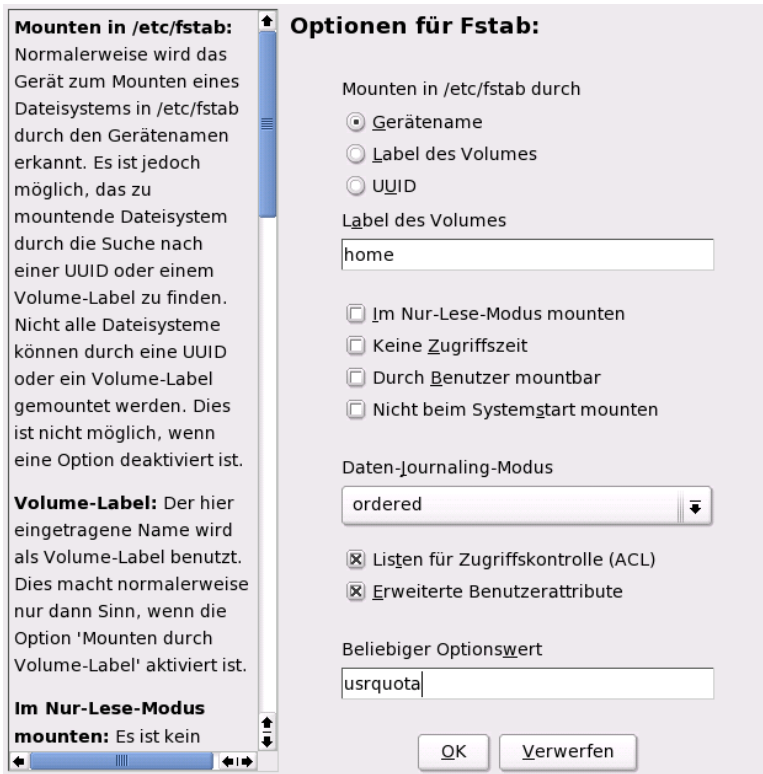 Mounten in /etc/fstab:
Normalerweise wird das
Gerät zum Mounten eines
Dateisystems in /etc/fstab
durch den Gerätenamen
erkannt. Es ist jedoch
möglich, das zu
mountende Dateisystem
durch die Suche nach
einer UUID oder einem
Volume-Label zu finden.
Nicht alle Dateisysteme
können durch eine UUID
oder ein Volume-Label
gemountet werden. Dies
ist nicht möglich, wenn
eine Option deaktiviert ist.
Volume-Label: Der hier
eingetragene Name wird
als Volume-Label benutzt.
Dies macht normalerweise
nur dann Sinn, wenn die
Option 'Mounten durch
Volume-Label' aktiviert ist.
Im Nur-Lese-Modus
mounten: Es ist kein
Optionen für Fstab:
Mounten in /etc/fstab durch
Gerätename
Label des Volumes
UUID
Label des Volumes
home
Im Nur-Lese-Modus mounten
Keine Zugriffszeit
Durch Benutzer mountbar
Nicht beim Systemstart mounten
Daten-Journaling-Modus
ordered
Listen für Zugriffskontrolle (ACL)
Erweiterte Benutzerattribute
Beliebiger Optionswert
usrquota
OK Verwerfen